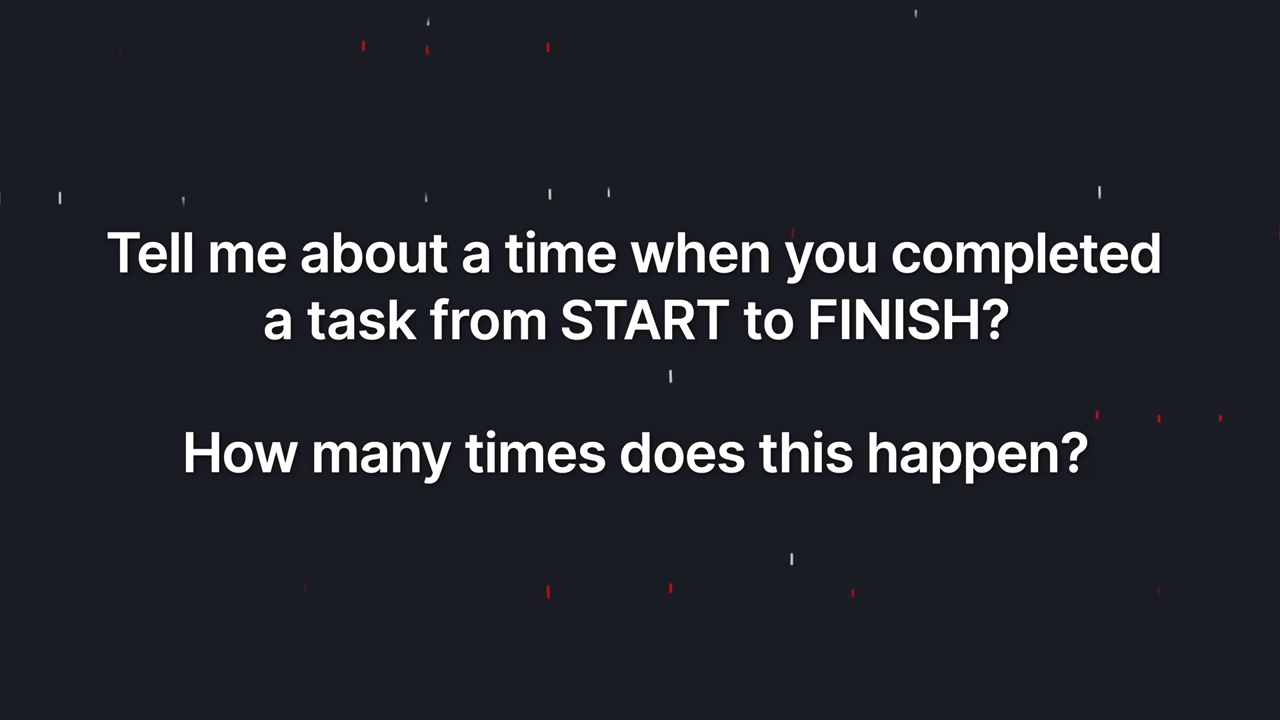 Tell me about a time when you completed
a task from START to FINISH?
How many times does this happen?